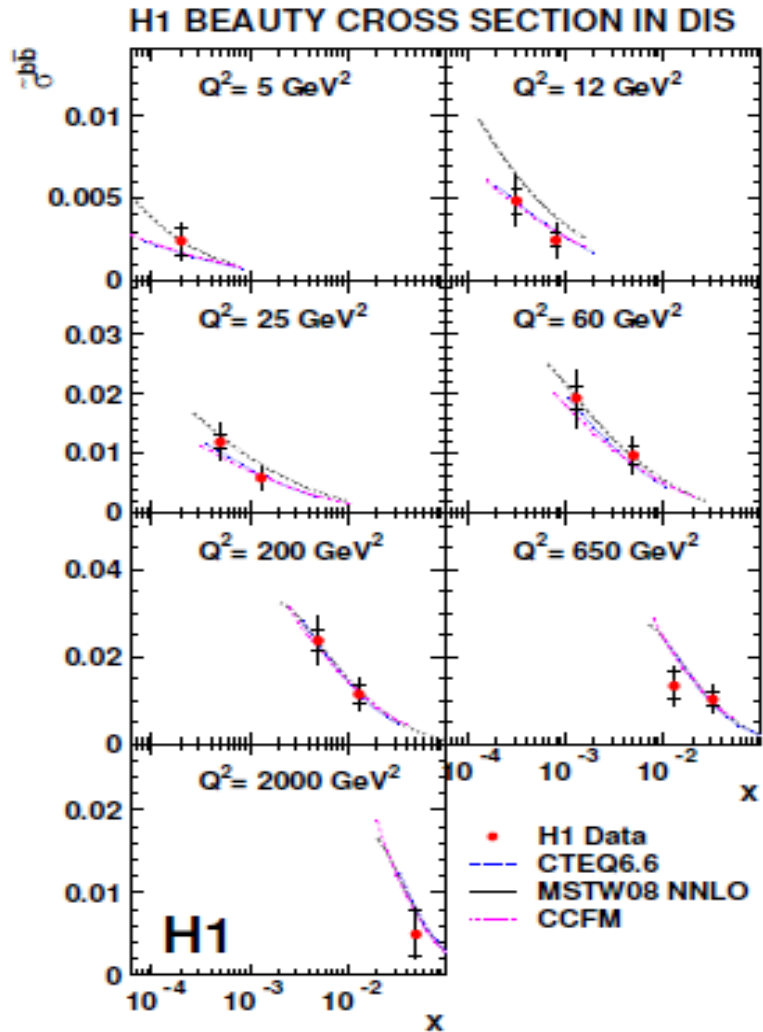 H1 BEAUTY CROSS SECTION IN DIS
σ̃ᵇᵇ̄
Q² = 5 GeV²
Q² = 12 GeV²
0.01
0.005
0
Q² = 25 GeV²
Q² = 60 GeV²
0.03
0.02
0.01
0
Q² = 200 GeV²
Q² = 650 GeV²
0.04
0.02
0
10⁻⁴ 10⁻³ 10⁻²
x
Q² = 2000 GeV²
0.02
0.01
0
H1 Data
CTEQ6.6
MSTW08 NNLO
CCFM
H1
10⁻⁴ 10⁻³ 10⁻²
x